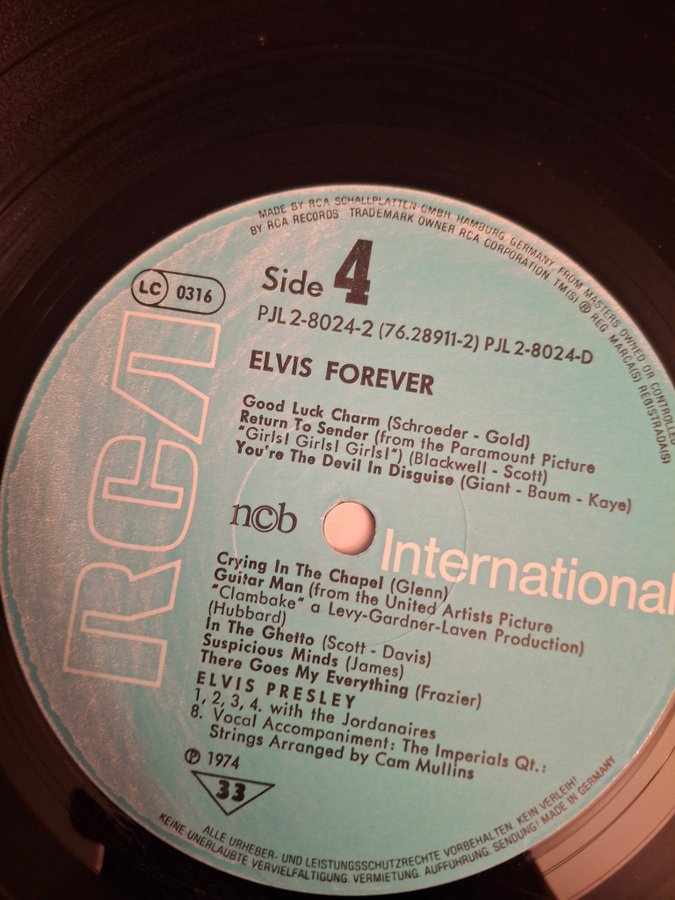 MADE BY RCA SCHALLPLATTEN GMBH, HAMBURG, GERMANY, FROM MASTERS OWNED OR CONTROLLED
BY RCA RECORDS TRADEMARK OWNER RCA CORPORATION, TM(S) ® REG MARCA(S) REGISTRADA(S)
LC 0316
Side 4
PJL 2-8024-2 (76.28911-2) PJL 2-8024-D
ELVIS FOREVER
RCA
Good Luck Charm (Schroeder - Gold)
Return To Sender (from the Paramount Picture
"Girls! Girls! Girls!") (Blackwell - Scott)
You're The Devil In Disguise (Giant - Baum - Kaye)
n©b
International
Crying In The Chapel (Glenn)
Guitar Man (from the United Artists Picture
"Clambake" a Levy-Gardner-Laven Production)
(Hubbard)
In The Ghetto (Scott - Davis)
Suspicious Minds (James)
There Goes My Everything (Frazier)
ELVIS PRESLEY
1, 2, 3, 4. with the Jordanaires
8. Vocal Accompaniment: The Imperials Qt.:
Strings Arranged by Cam Mullins
℗ 1974
33
ALLE URHEBER- UND LEISTUNGSSCHUTZRECHTE VORBEHALTEN. KEIN VERLEIH!
KEINE UNERLAUBTE VERVIELFÄLTIGUNG, VERMIETUNG, AUFFÜHRUNG, SENDUNG! MADE IN GERMANY